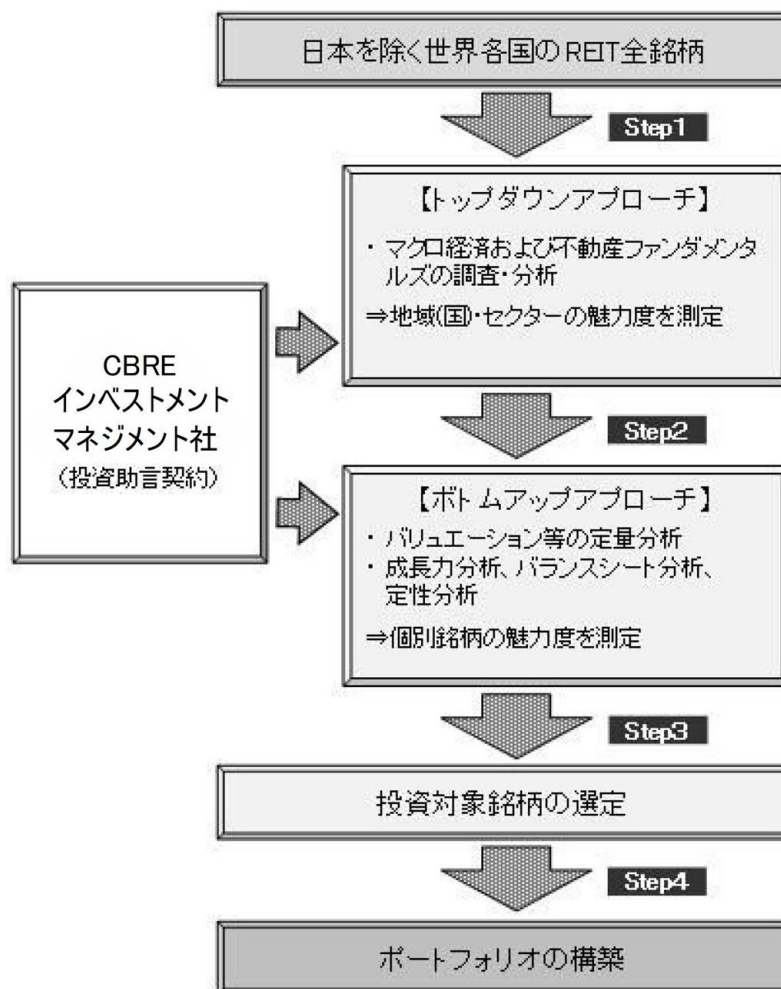 日本を除く世界各国のREIT全銘柄
Step1
【トップダウンアプローチ】
・ マクロ経済および不動産ファンダメンタ
ルズの調査・分析
⇒地域(国)・セクターの魅力度を測定
CBRE
インベストメント
マネジメント社
(投資助言契約)
Step2
【ボトムアップアプローチ】
・ バリュエーション等の定量分析
・ 成長力分析、バランスシート分析、
定性分析
⇒個別銘柄の魅力度を測定
Step3
投資対象銘柄の選定
Step4
ポートフォリオの構築